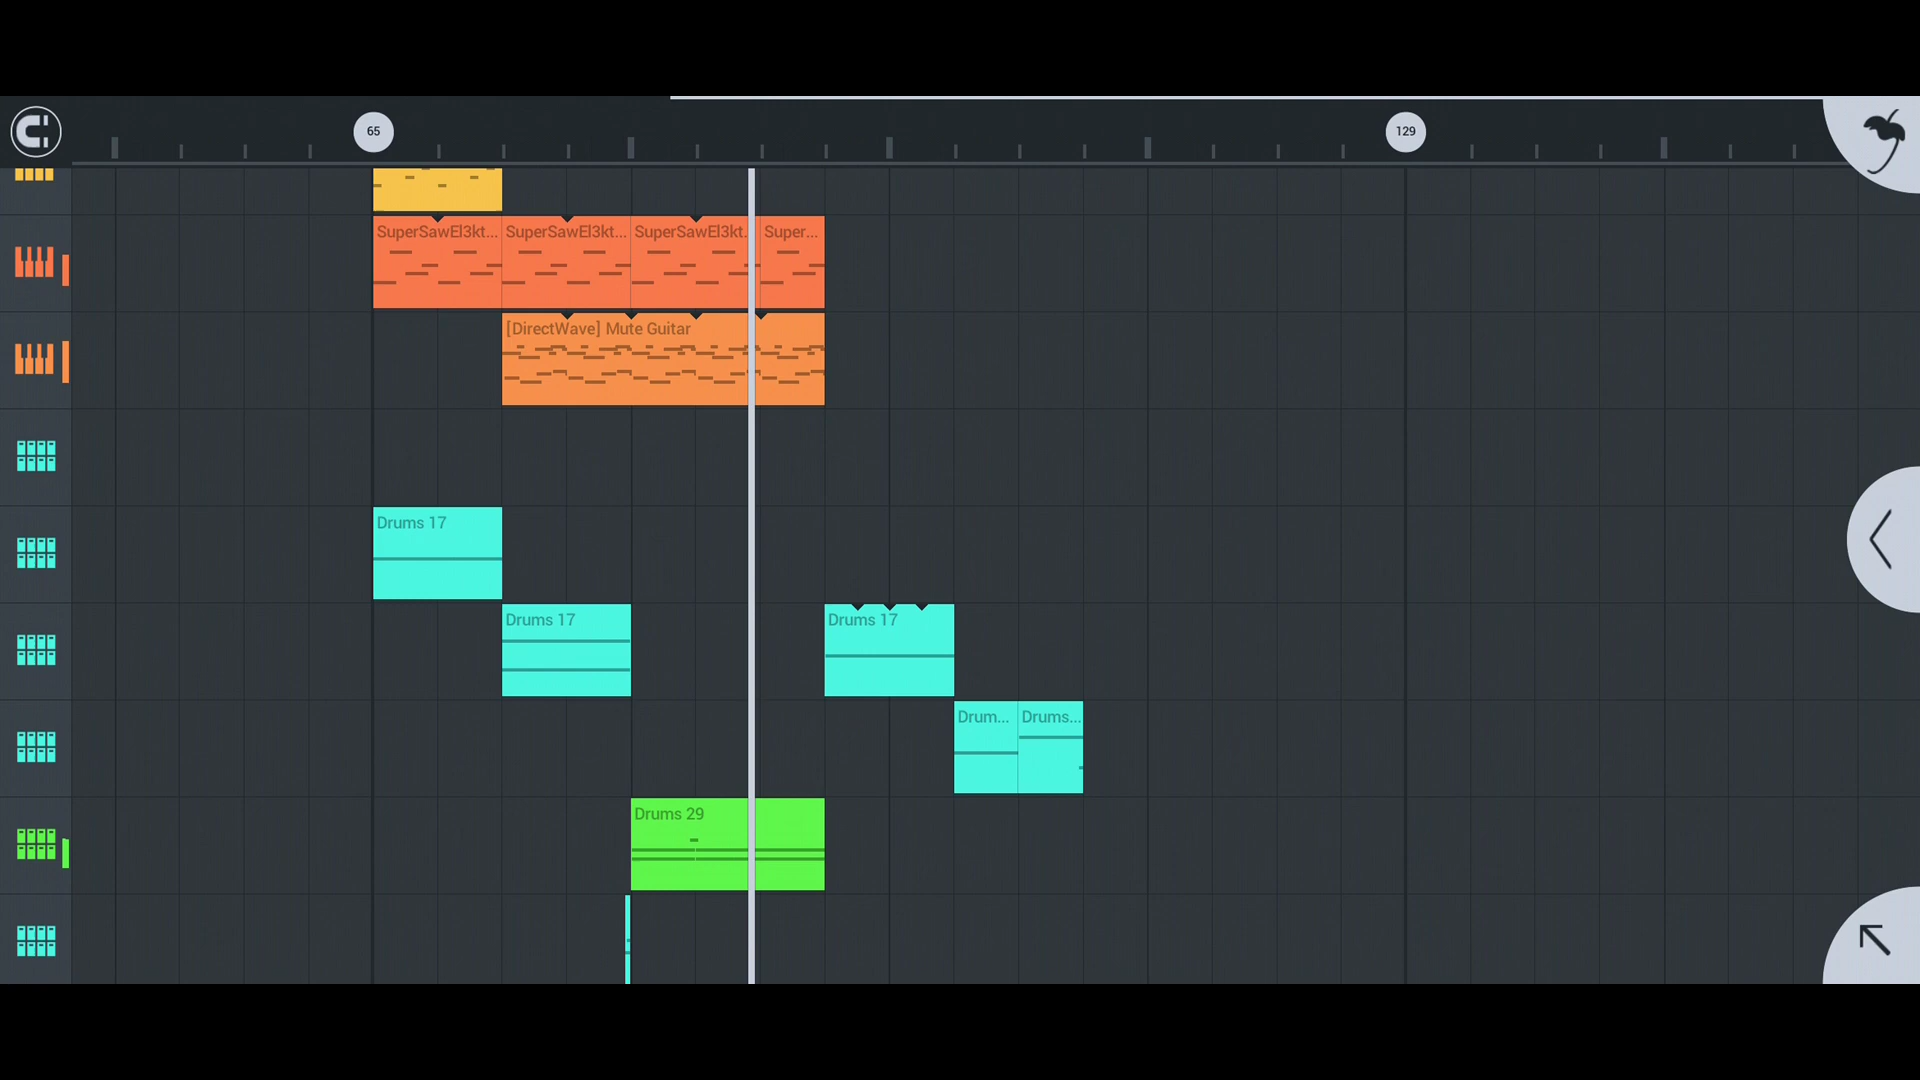 65
129
SuperSawEl3kt... SuperSawEl3kt... SuperSawEl3kt. Super...
[DirectWave] Mute Guitar
Drums 17
Drums 17
Drums 17
Drum... Drums...
Drums 29